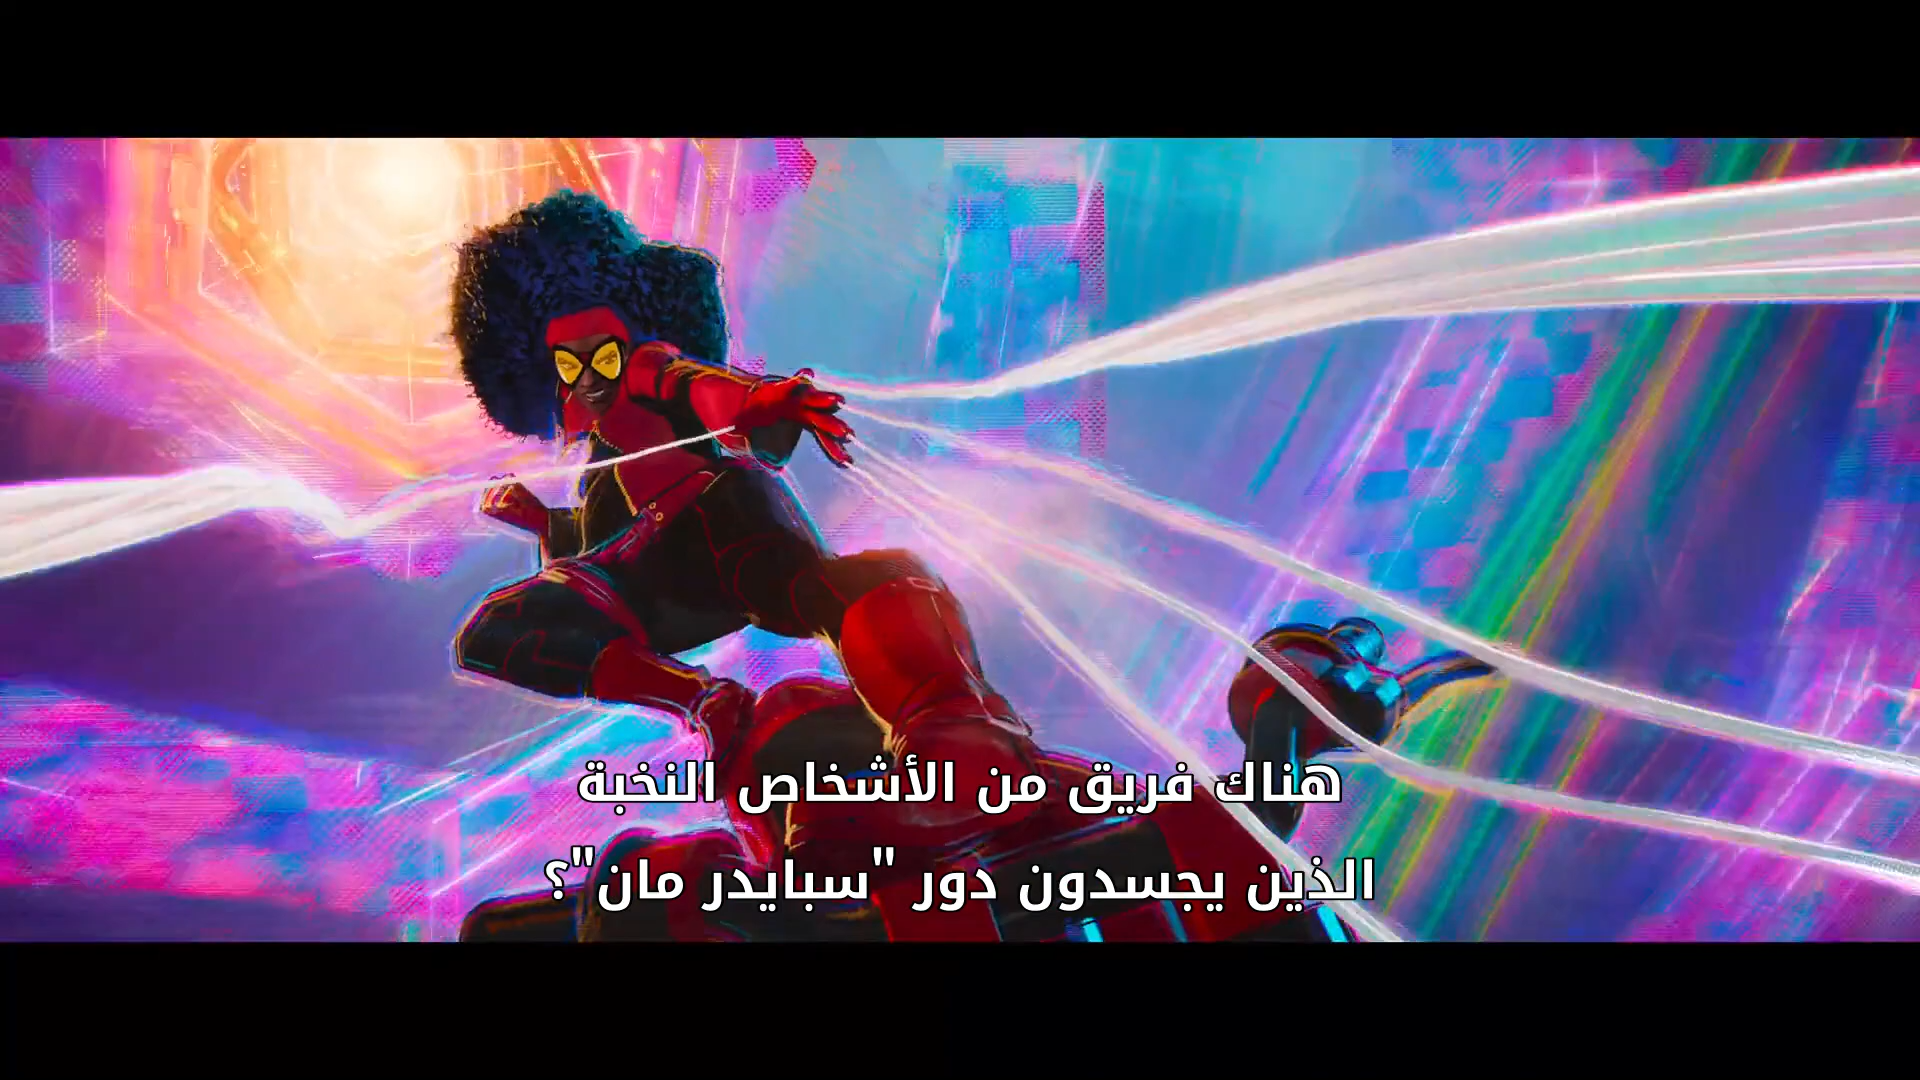 هناك فريق من الأشخاص النخبة
الذين يجسدون دور "سبايدر مان"؟